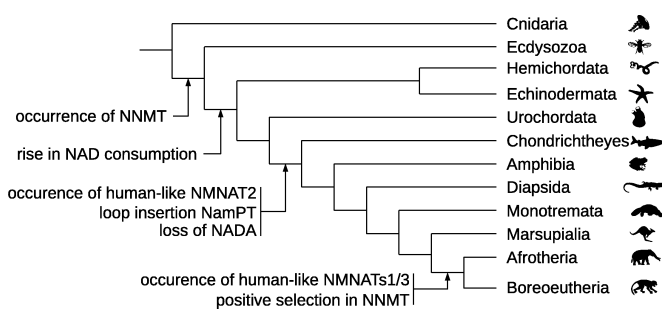 Cnidaria
Ecdysozoa
Hemichordata
Echinodermata
occurrence of NNMT
Urochordata
Chondrichtheyes
rise in NAD consumption
Amphibia
Diapsida
occurence of human-like NMNAT2
loop insertion NamPT
loss of NADA
Monotremata
Marsupialia
Afrotheria
occurence of human-like NMNATs1/3
positive selection in NNMT
Boreoeutheria